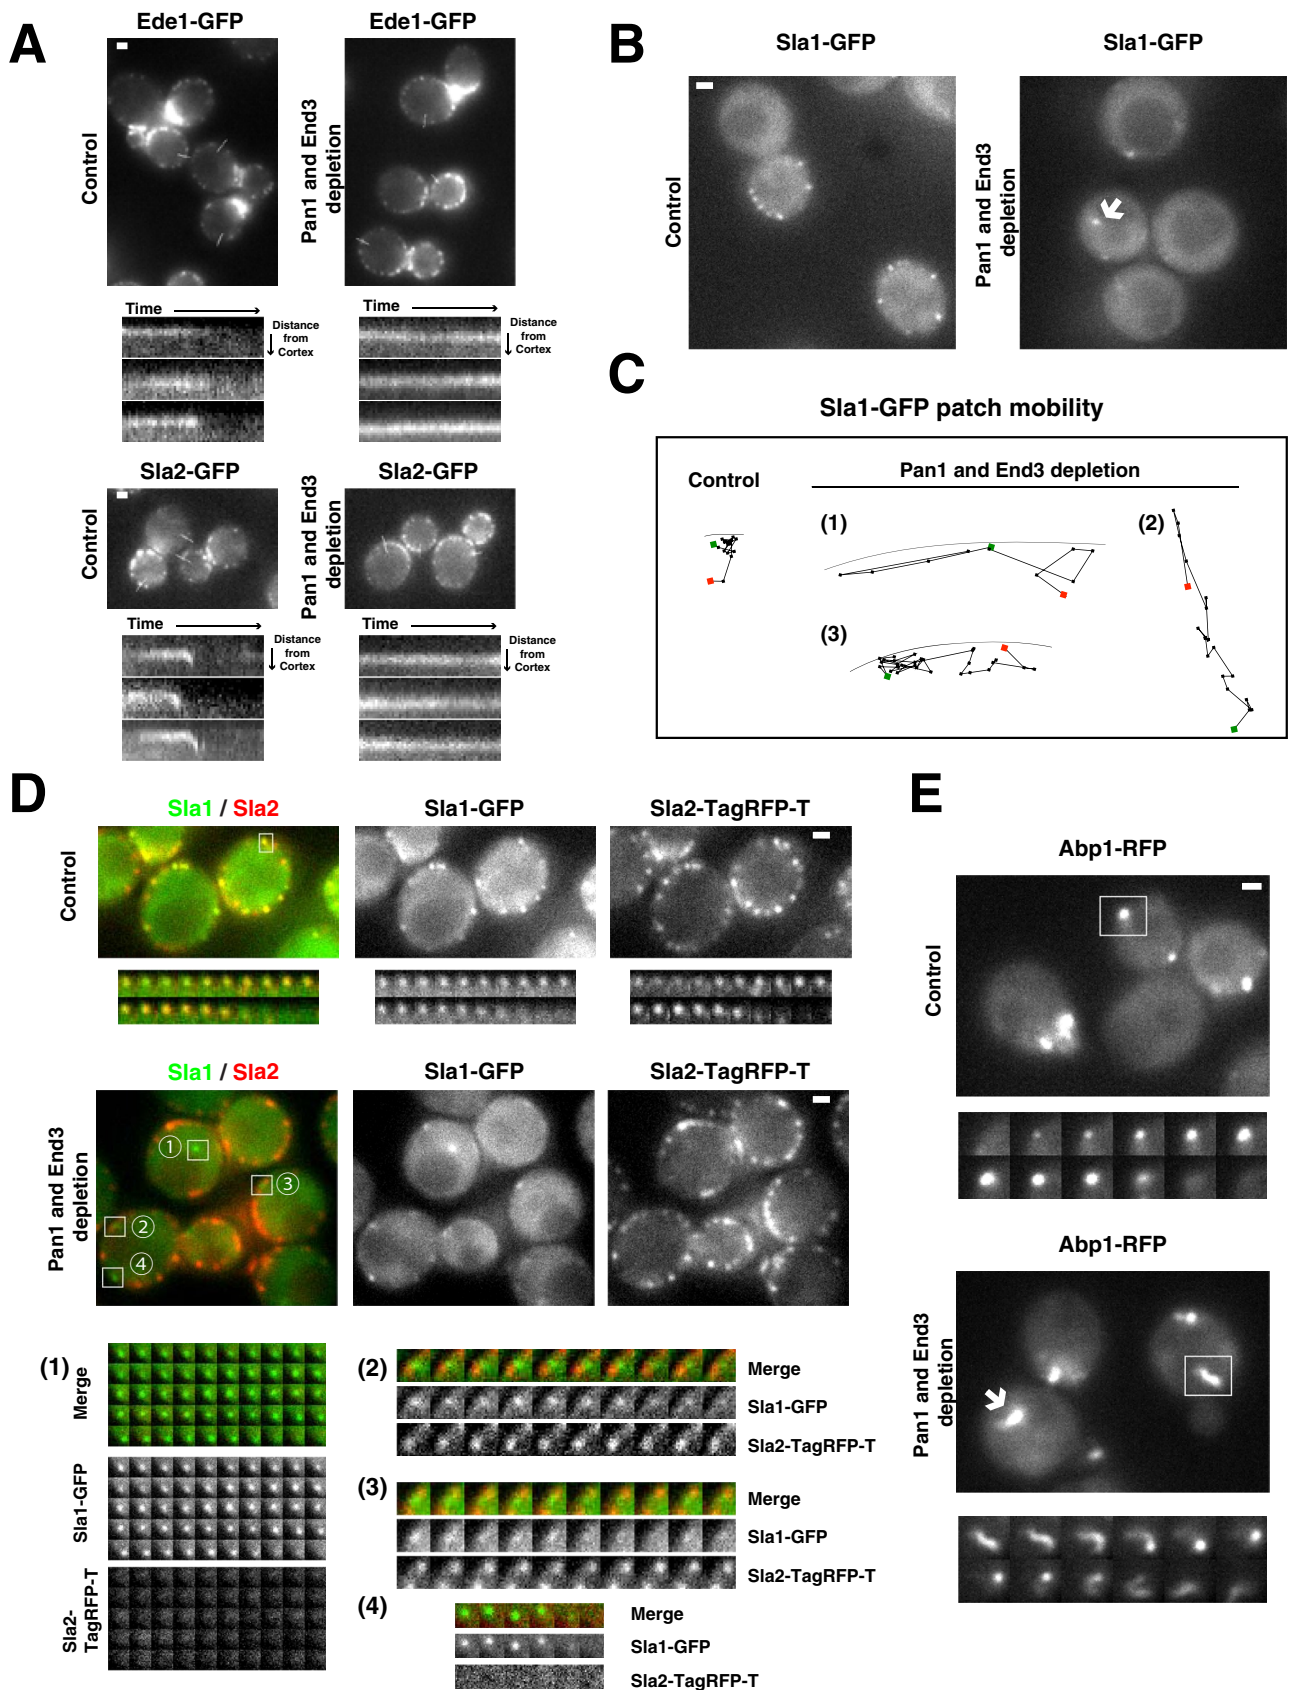 A
Ede1-GFP
Ede1-GFP
Control
Pan1 and End3
depletion
Time
Distance
from
Cortex
Time
Distance
from
Cortex
Sla2-GFP
Sla2-GFP
Control
Pan1 and End3
depletion
Time
Distance
from
Cortex
Time
Distance
from
Cortex
B
Sla1-GFP
Sla1-GFP
Control
Pan1 and End3
depletion
C
Sla1-GFP patch mobility
Control
Pan1 and End3 depletion
(1)
(2)
(3)
D
Sla1 / Sla2
Sla1-GFP
Sla2-TagRFP-T
Control
Sla1 / Sla2
Sla1-GFP
Sla2-TagRFP-T
Pan1 and End3
depletion
1
2
3
4
(1)
Merge
Sla1-GFP
Sla2-
TagRFP-T
(2)
Merge
Sla1-GFP
Sla2-TagRFP-T
(3)
Merge
Sla1-GFP
Sla2-TagRFP-T
(4)
Merge
Sla1-GFP
Sla2-TagRFP-T
E
Abp1-RFP
Control
Abp1-RFP
Pan1 and End3
depletion